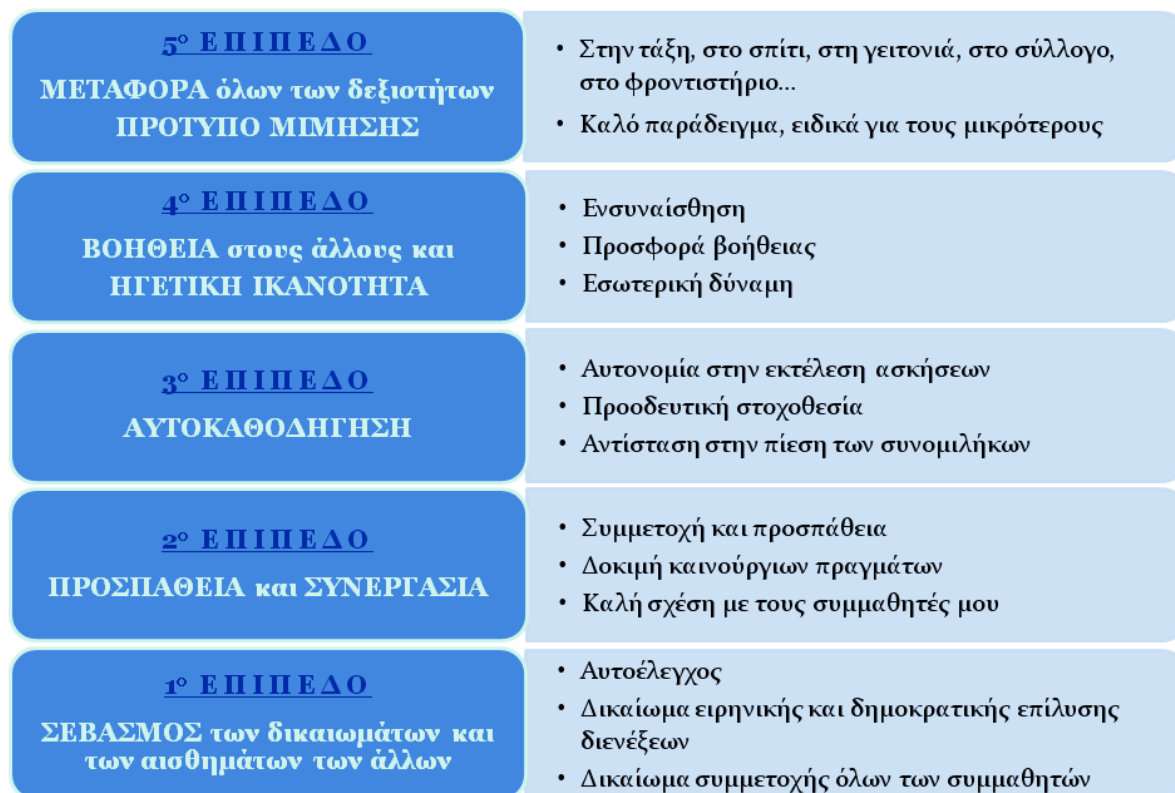 5ο ΕΠΙΠΕΔΟ
ΜΕΤΑΦΟΡΑ όλων των δεξιοτήτων
ΠΡΟΤΥΠΟ ΜΙΜΗΣΗΣ
• Στην τάξη, στο σπίτι, στη γειτονιά, στο σύλλογο,
στο φροντιστήριο...
• Καλό παράδειγμα, ειδικά για τους μικρότερους
4ο ΕΠΙΠΕΔΟ
ΒΟΗΘΕΙΑ στους άλλους και
ΗΓΕΤΙΚΗ ΙΚΑΝΟΤΗΤΑ
• Ενσυναίσθηση
• Προσφορά βοήθειας
• Εσωτερική δύναμη
3ο ΕΠΙΠΕΔΟ
ΑΥΤΟΚΑΘΟΔΗΓΗΣΗ
• Αυτονομία στην εκτέλεση ασκήσεων
• Προοδευτική στοχοθεσία
• Αντίσταση στην πίεση των συνομιλήκων
2ο ΕΠΙΠΕΔΟ
ΠΡΟΣΠΑΘΕΙΑ και ΣΥΝΕΡΓΑΣΙΑ
• Συμμετοχή και προσπάθεια
• Δοκιμή καινούργιων πραγμάτων
• Καλή σχέση με τους συμμαθητές μου
1ο ΕΠΙΠΕΔΟ
ΣΕΒΑΣΜΟΣ των δικαιωμάτων και
των αισθημάτων των άλλων
• Αυτοέλεγχος
• Δικαίωμα ειρηνικής και δημοκρατικής επίλυσης
διενέξεων
• Δικαίωμα συμμετοχής όλων των συμμαθητών